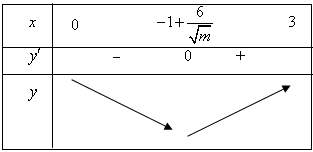 x 0 −1+6/√m 3
y′ − 0 +
y